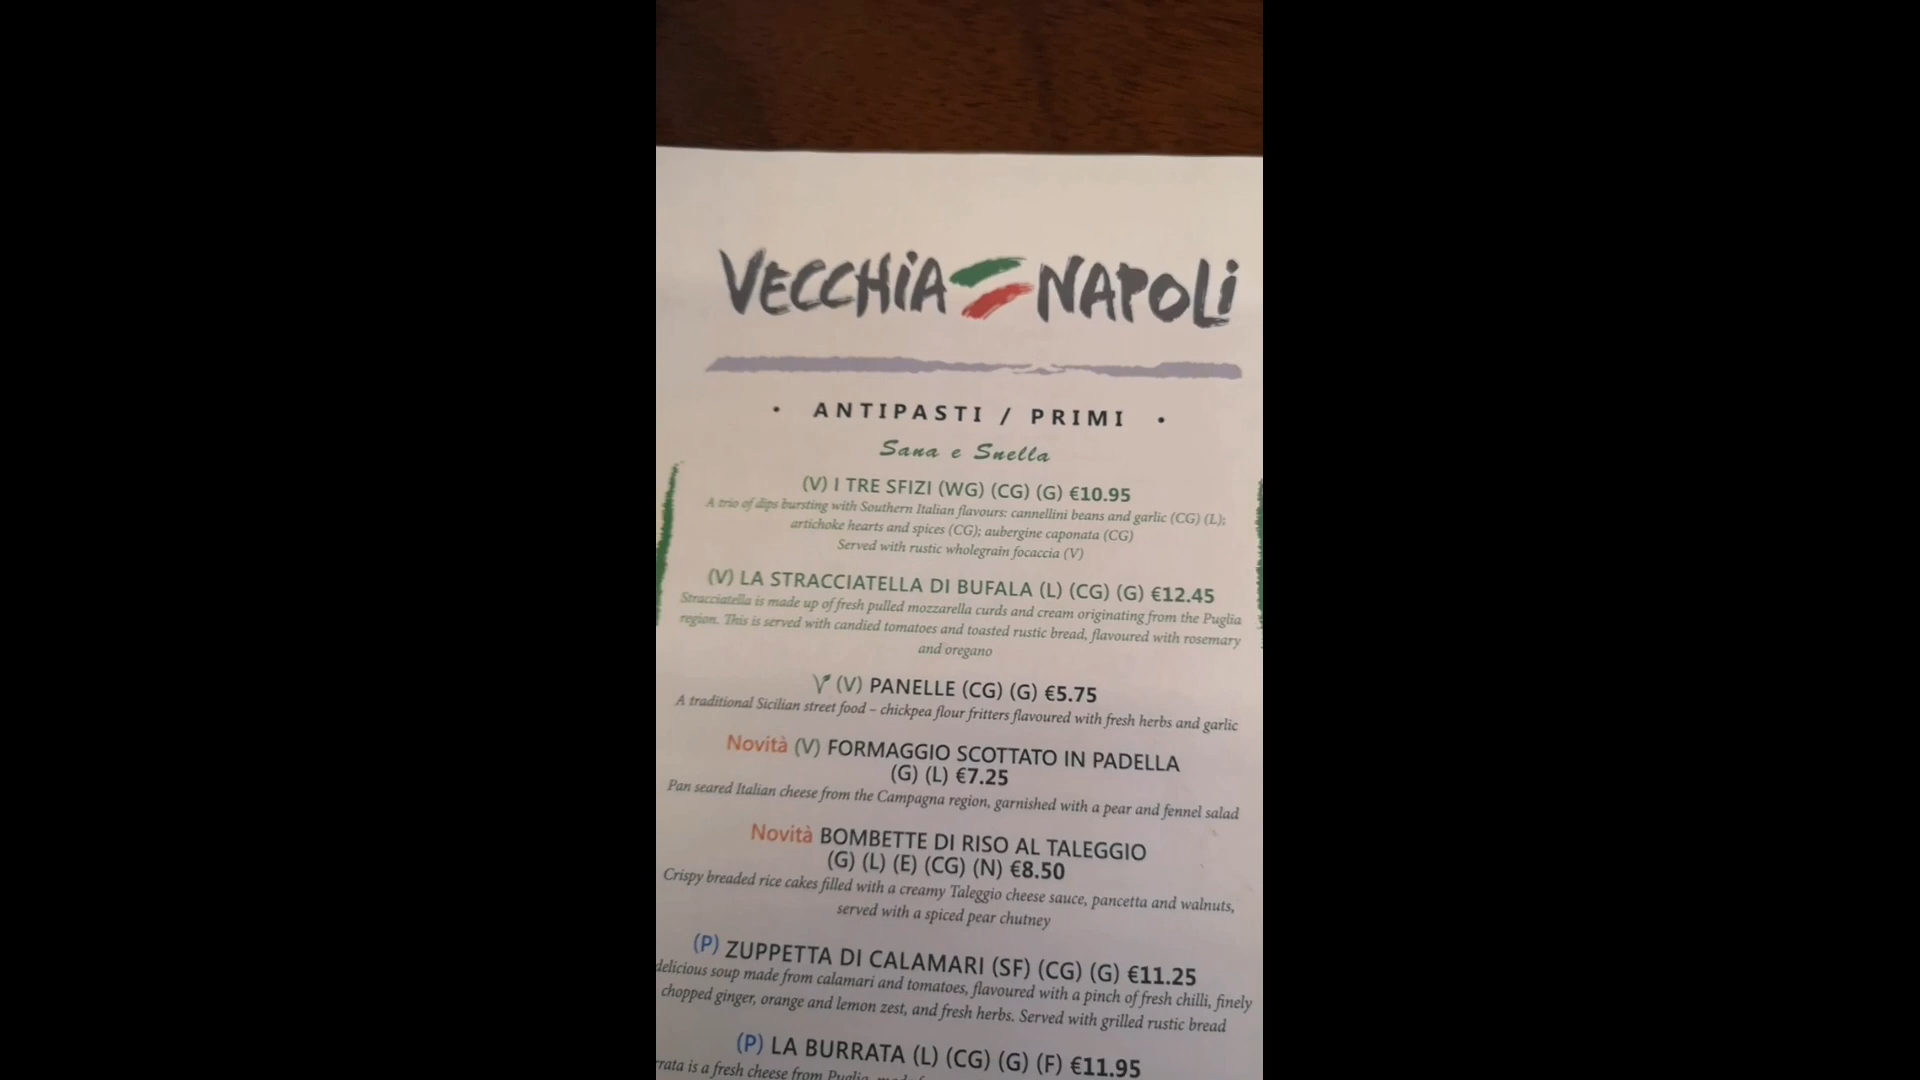 VECCHIA NAPOLI
• ANTIPASTI / PRIMI •
Sana e Snella
(V) I TRE SFIZI (WG) (CG) (G) €10.95
A trio of dips bursting with Southern Italian flavours: cannellini beans and garlic (CG) (L);
artichoke hearts and spices (CG); aubergine caponata (CG)
Served with rustic wholegrain focaccia (V)
(V) LA STRACCIATELLA DI BUFALA (L) (CG) (G) €12.45
Stracciatella is made up of fresh pulled mozzarella curds and cream originating from the Puglia
region. This is served with candied tomatoes and toasted rustic bread, flavoured with rosemary
and oregano
(V) PANELLE (CG) (G) €5.75
A traditional Sicilian street food – chickpea flour fritters flavoured with fresh herbs and garlic
Novità (V) FORMAGGIO SCOTTATO IN PADELLA
(G) (L) €7.25
Pan seared Italian cheese from the Campagna region, garnished with a pear and fennel salad
Novità BOMBETTE DI RISO AL TALEGGIO
(G) (L) (E) (CG) (N) €8.50
Crispy breaded rice cakes filled with a creamy Taleggio cheese sauce, pancetta and walnuts,
served with a spiced pear chutney
(P) ZUPPETTA DI CALAMARI (SF) (CG) (G) €11.25
delicious soup made from calamari and tomatoes, flavoured with a pinch of fresh chilli, finely
chopped ginger, orange and lemon zest, and fresh herbs. Served with grilled rustic bread
(P) LA BURRATA (L) (CG) (G) (F) €11.95
rrata is a fresh cheese from Puglia,